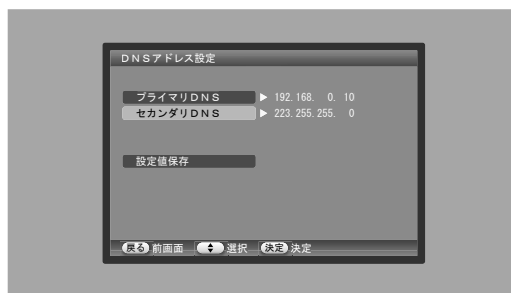 DNSアドレス設定
プライマリDNS ▶ 192.168.  0. 10
セカンダリDNS ▶ 223.255.255.  0
設定値保存
戻る 前画面 選択 決定 決定